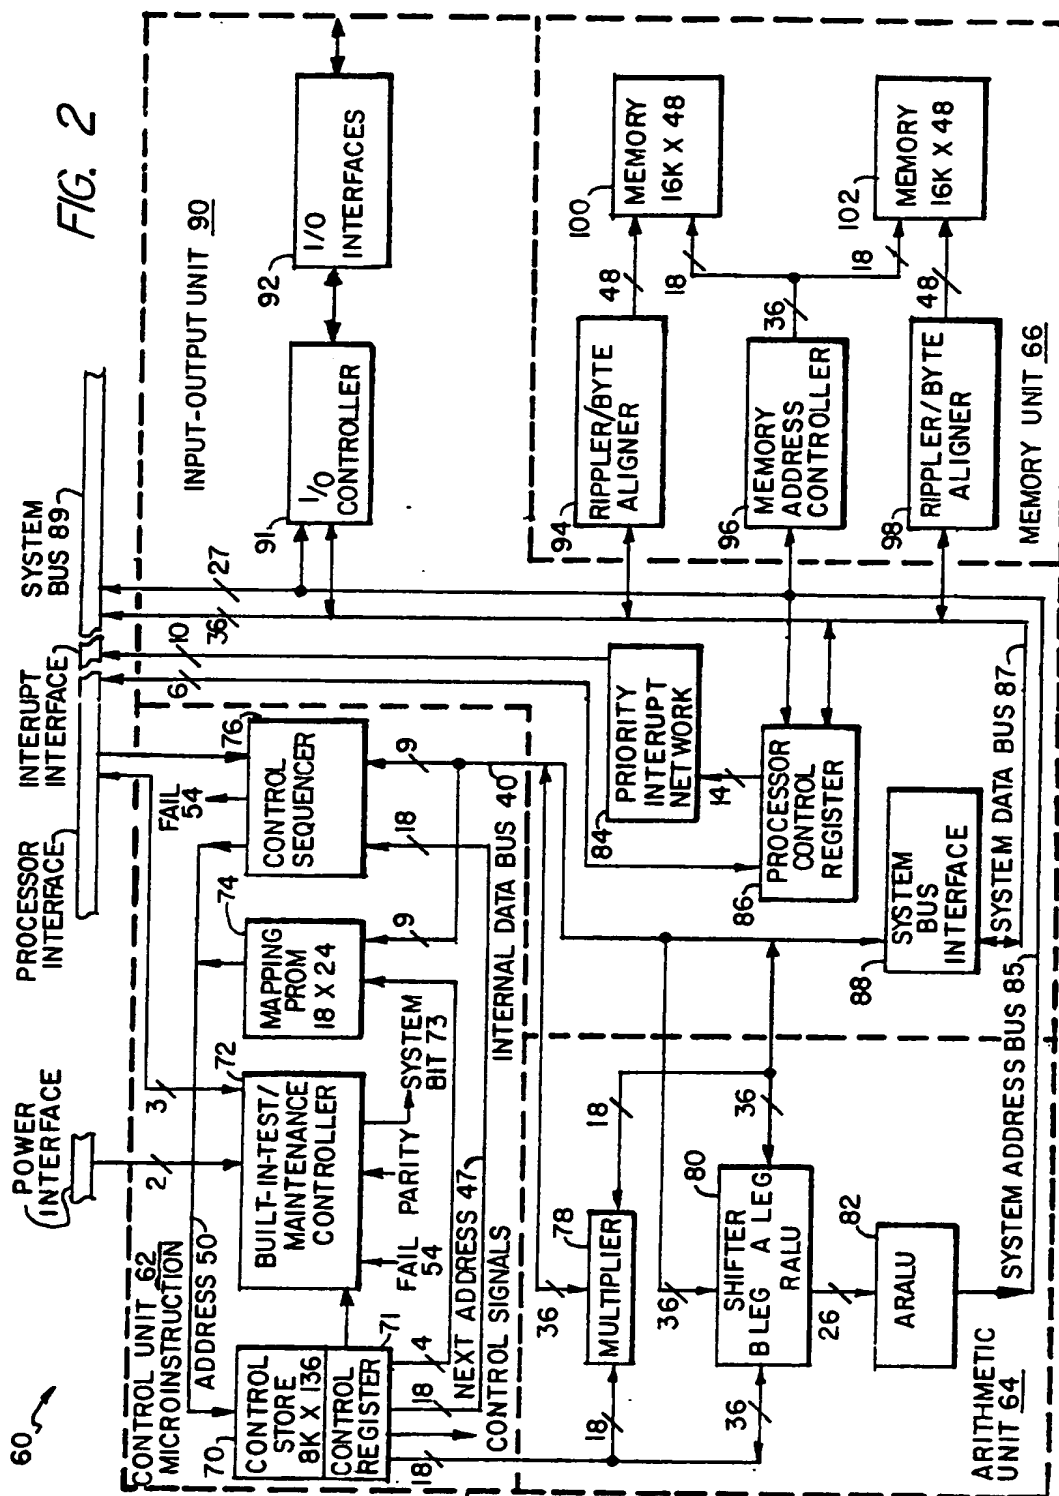 FIG. 2
60
POWER
INTERFACE
PROCESSOR
INTERFACE
INTERUPT
INTERFACE
SYSTEM
BUS 89
CONTROL UNIT 62
MICROINSTRUCTION
ADDRESS 50
2
3
6
10
36
27
70
CONTROL
STORE
8K X 136
CONTROL
REGISTER
71
18
18
4
NEXT ADDRESS 47
CONTROL SIGNALS
72
BUILT-IN-TEST/
MAINTENANCE
CONTROLLER
FAIL
54
PARITY
SYSTEM
BIT 73
74
MAPPING
PROM
18 X 24
9
76
CONTROL
SEQUENCER
FAIL
54
18
9
INTERNAL DATA BUS 40
INPUT-OUTPUT UNIT 90
91
I/O
CONTROLLER
92
I/O
INTERFACES
36
78
MULTIPLIER
18
18
36
80
SHIFTER
B LEG A LEG
RALU
36
36
26
82
ARALU
ARITHMETIC
UNIT 64
84
PRIORITY
INTERUPT
NETWORK
14
86
PROCESSOR
CONTROL
REGISTER
88
SYSTEM
BUS
INTERFACE
SYSTEM DATA BUS 87
SYSTEM ADDRESS BUS 85
94
RIPPLER/BYTE
ALIGNER
48
100
MEMORY
16K X 48
18
96
MEMORY
ADDRESS
CONTROLLER
36
18
102
MEMORY
16K X 48
98
RIPPLER/BYTE
ALIGNER
48
MEMORY UNIT 66